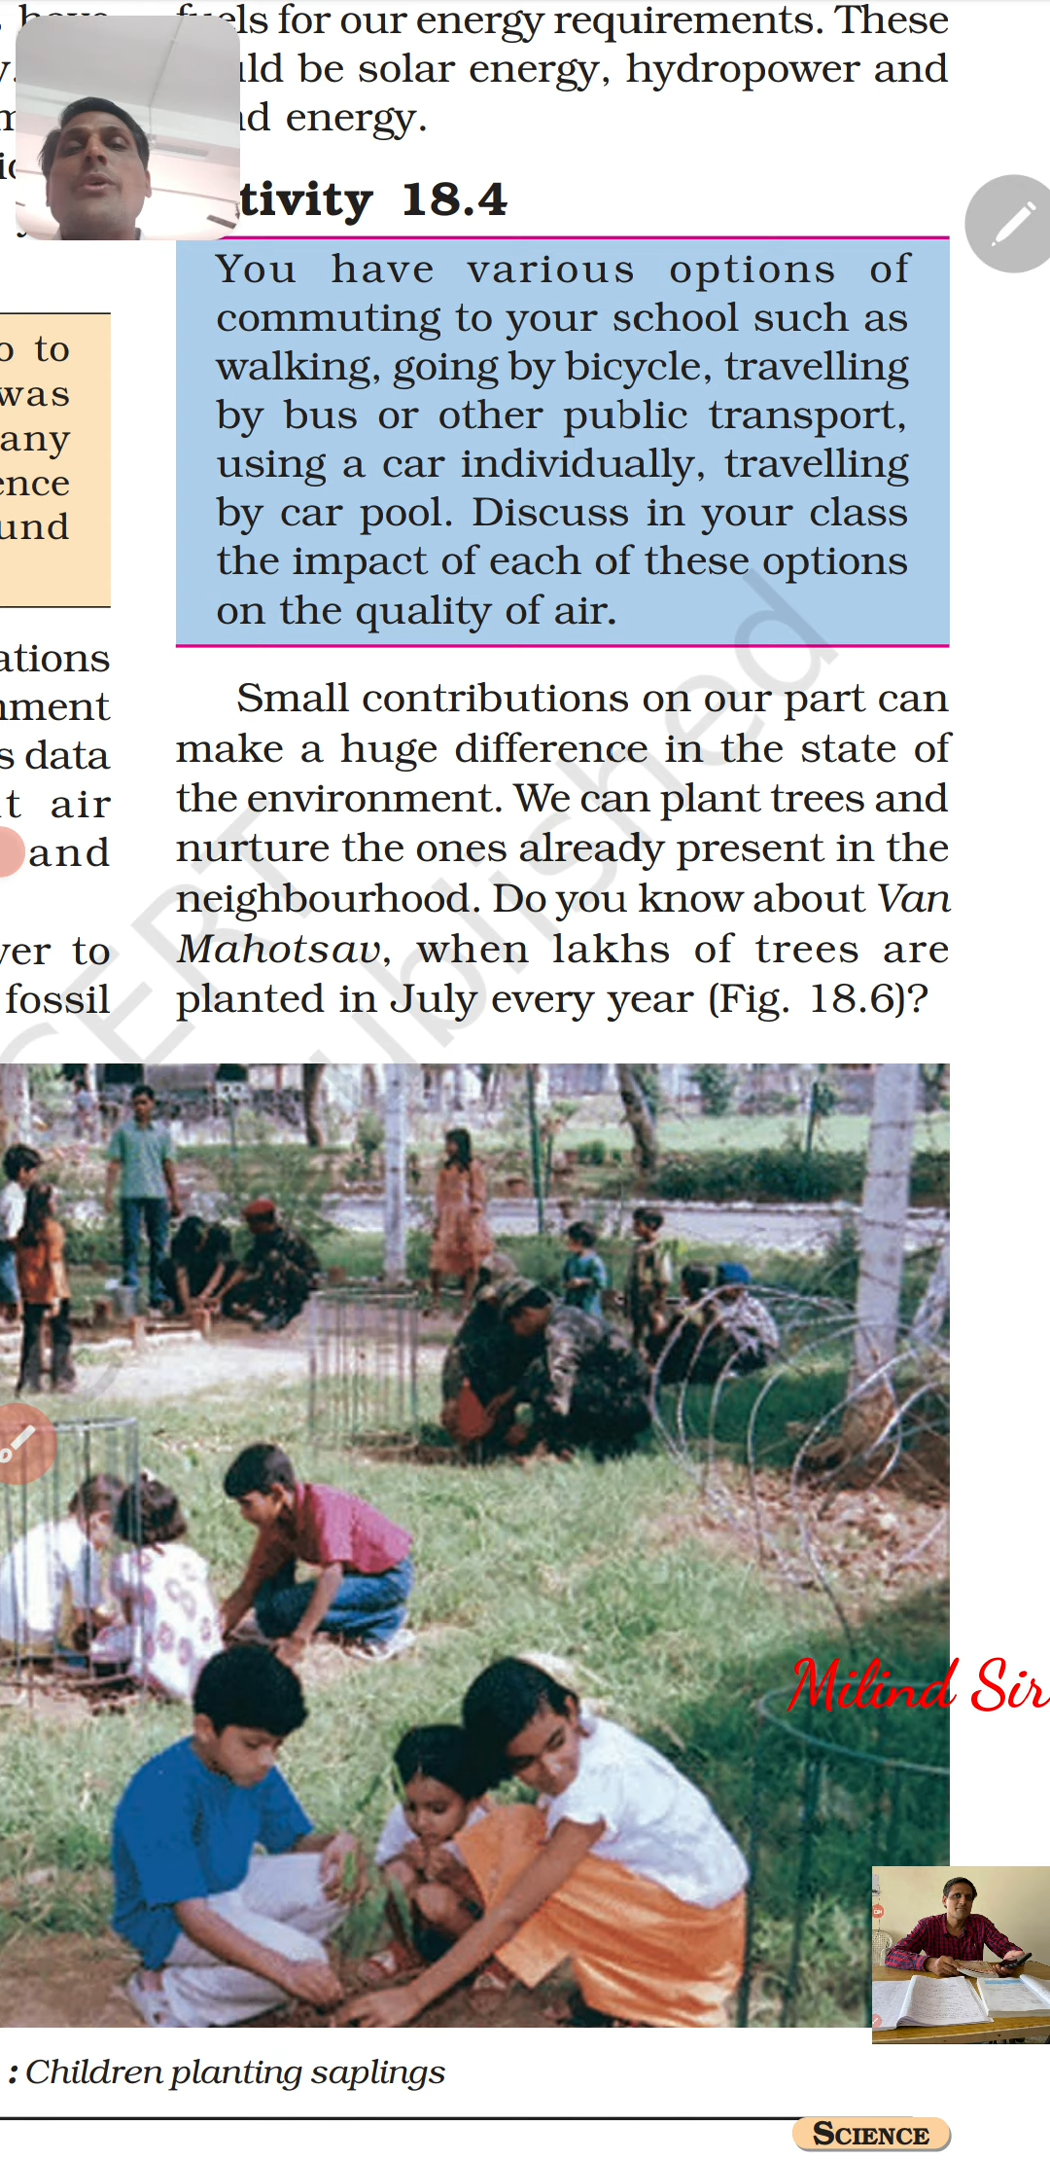 fuels for our energy requirements. These
be solar energy, hydropower and
energy.
tivity 18.4
You have various options of
commuting to your school such as
walking, going by bicycle, travelling
by bus or other public transport,
using a car individually, travelling
by car pool. Discuss in your class
the impact of each of these options
on the quality of air.
o to
was
any
ence
und
ations
nment
s data
t air
and
ver to
fossil
Small contributions on our part can
make a huge difference in the state of
the environment. We can plant trees and
nurture the ones already present in the
neighbourhood. Do you know about Van
Mahotsav, when lakhs of trees are
planted in July every year (Fig. 18.6)?
Milind Sir
: Children planting saplings
SCIENCE